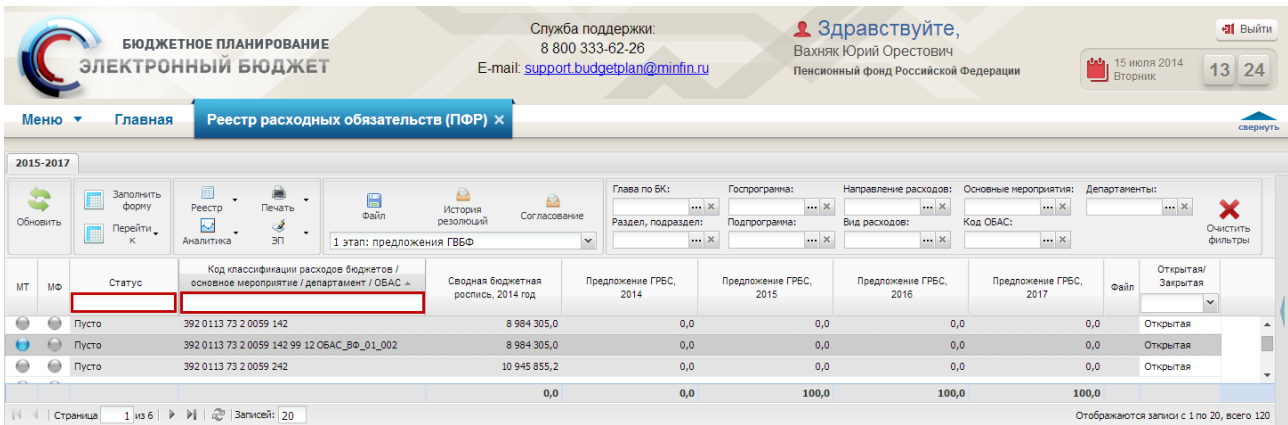 БЮДЖЕТНОЕ ПЛАНИРОВАНИЕ
ЭЛЕКТРОННЫЙ БЮДЖЕТ
Служба поддержки:
8 800 333-62-26
E-mail: support.budgetplan@minfin.ru
Здравствуйте,
Вахняк Юрий Орестович
Пенсионный фонд Российской Федерации
Выйти
15 июля 2014
Вторник
13 24
Меню Главная Реестр расходных обязательств (ПФР) ×
свернуть
2015-2017
Обновить
Заполнить форму
Перейти к
Реестр
Печать
Аналитика
ЭП
Файл
История резолюций
Согласование
1 этап: предложения ГВБФ
Глава по БК: Госпрограмма: Направление расходов: Основные мероприятия: Департаменты:
Раздел, подраздел: Подпрограмма: Вид расходов: Код ОБАС:
Очистить фильтры
МТ МФ Статус Код классификации расходов бюджетов / основное мероприятие / департамент / ОБАС Сводная бюджетная роспись, 2014 год Предложение ГРБС, 2014 Предложение ГРБС, 2015 Предложение ГРБС, 2016 Предложение ГРБС, 2017 Файл Открытая/ Закрытая
Пусто 392 0113 73 2 0059 142 8 984 305,0 0,0 0,0 0,0 0,0 Открытая
Пусто 392 0113 73 2 0059 142 99 12 ОБАС_ВФ_01_002 8 984 305,0 0,0 0,0 0,0 0,0 Открытая
Пусто 392 0113 73 2 0059 242 10 945 855,2 0,0 0,0 0,0 0,0 Открытая
0,0 0,0 100,0 100,0 100,0
Страница 1 из 6 Записей: 20 Отображаются записи с 1 по 20, всего 120